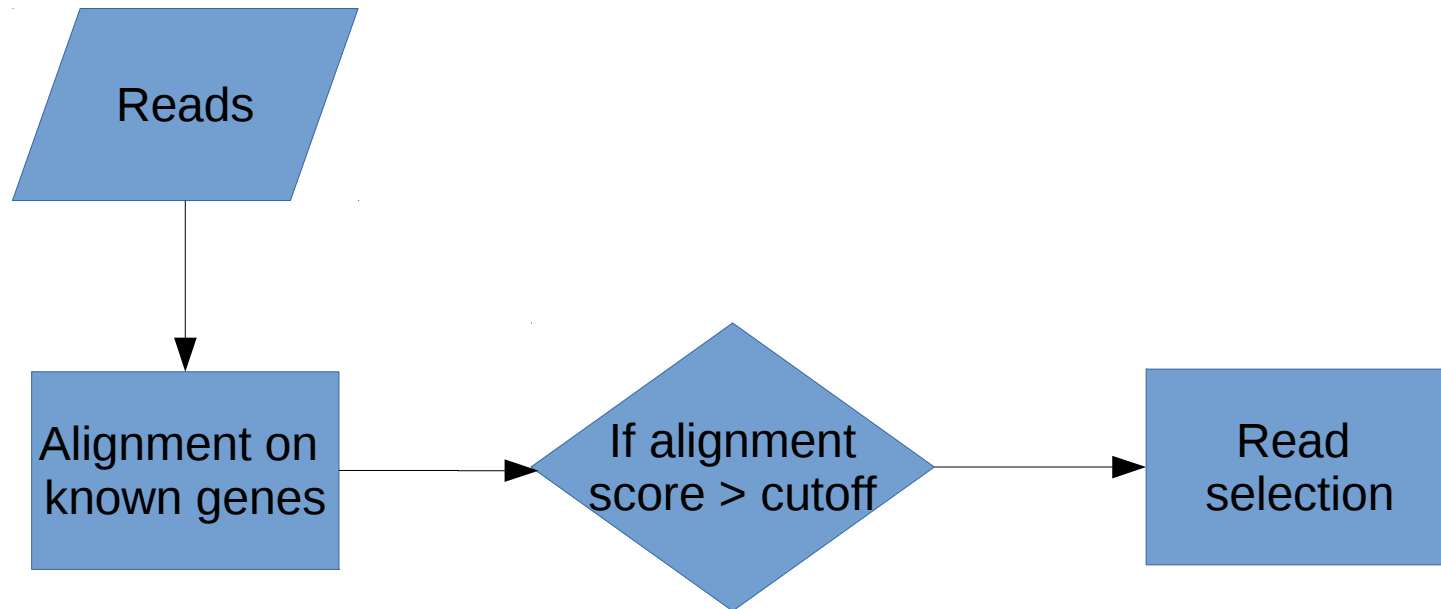 Reads
Alignment on
known genes
If alignment
score > cutoff
Read
selection